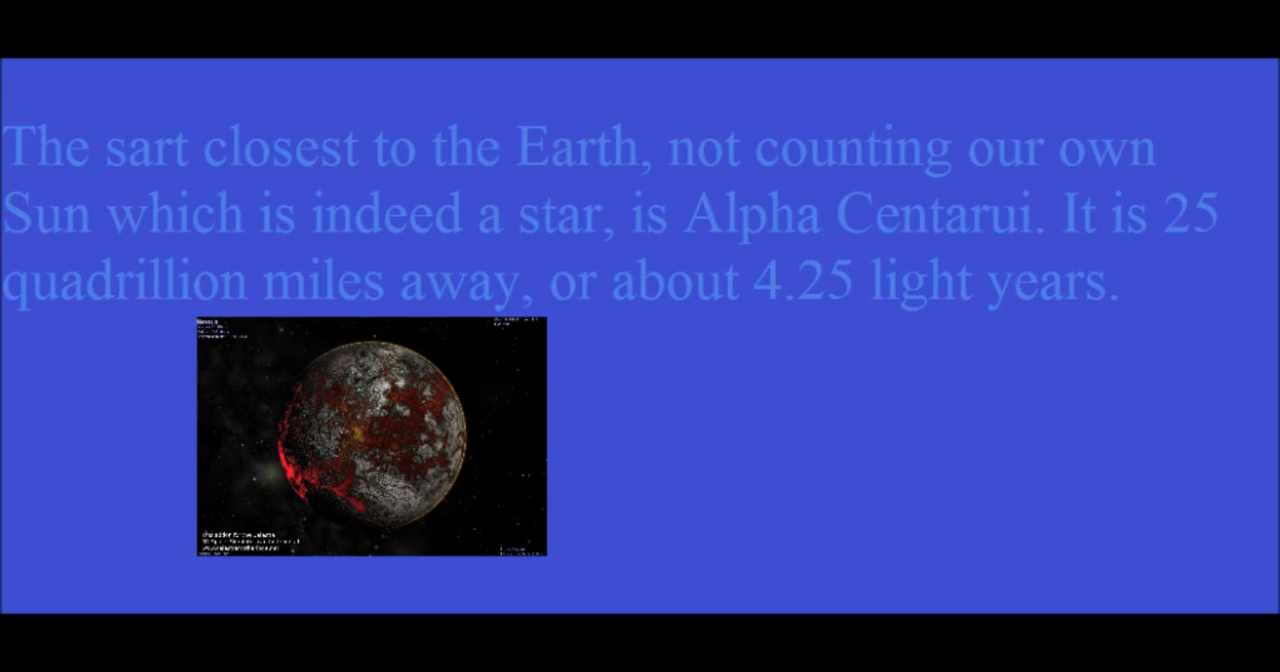 The sart closest to the Earth, not counting our own
Sun which is indeed a star, is Alpha Centarui. It is 25
quadrillion miles away, or about 4.25 light years.